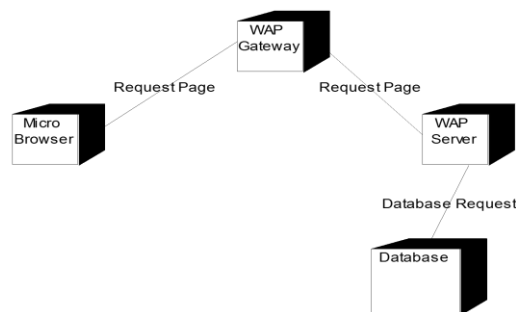 WAP
Gateway
Request Page
Request Page
Micro
Browser
WAP
Server
Database Request
Database